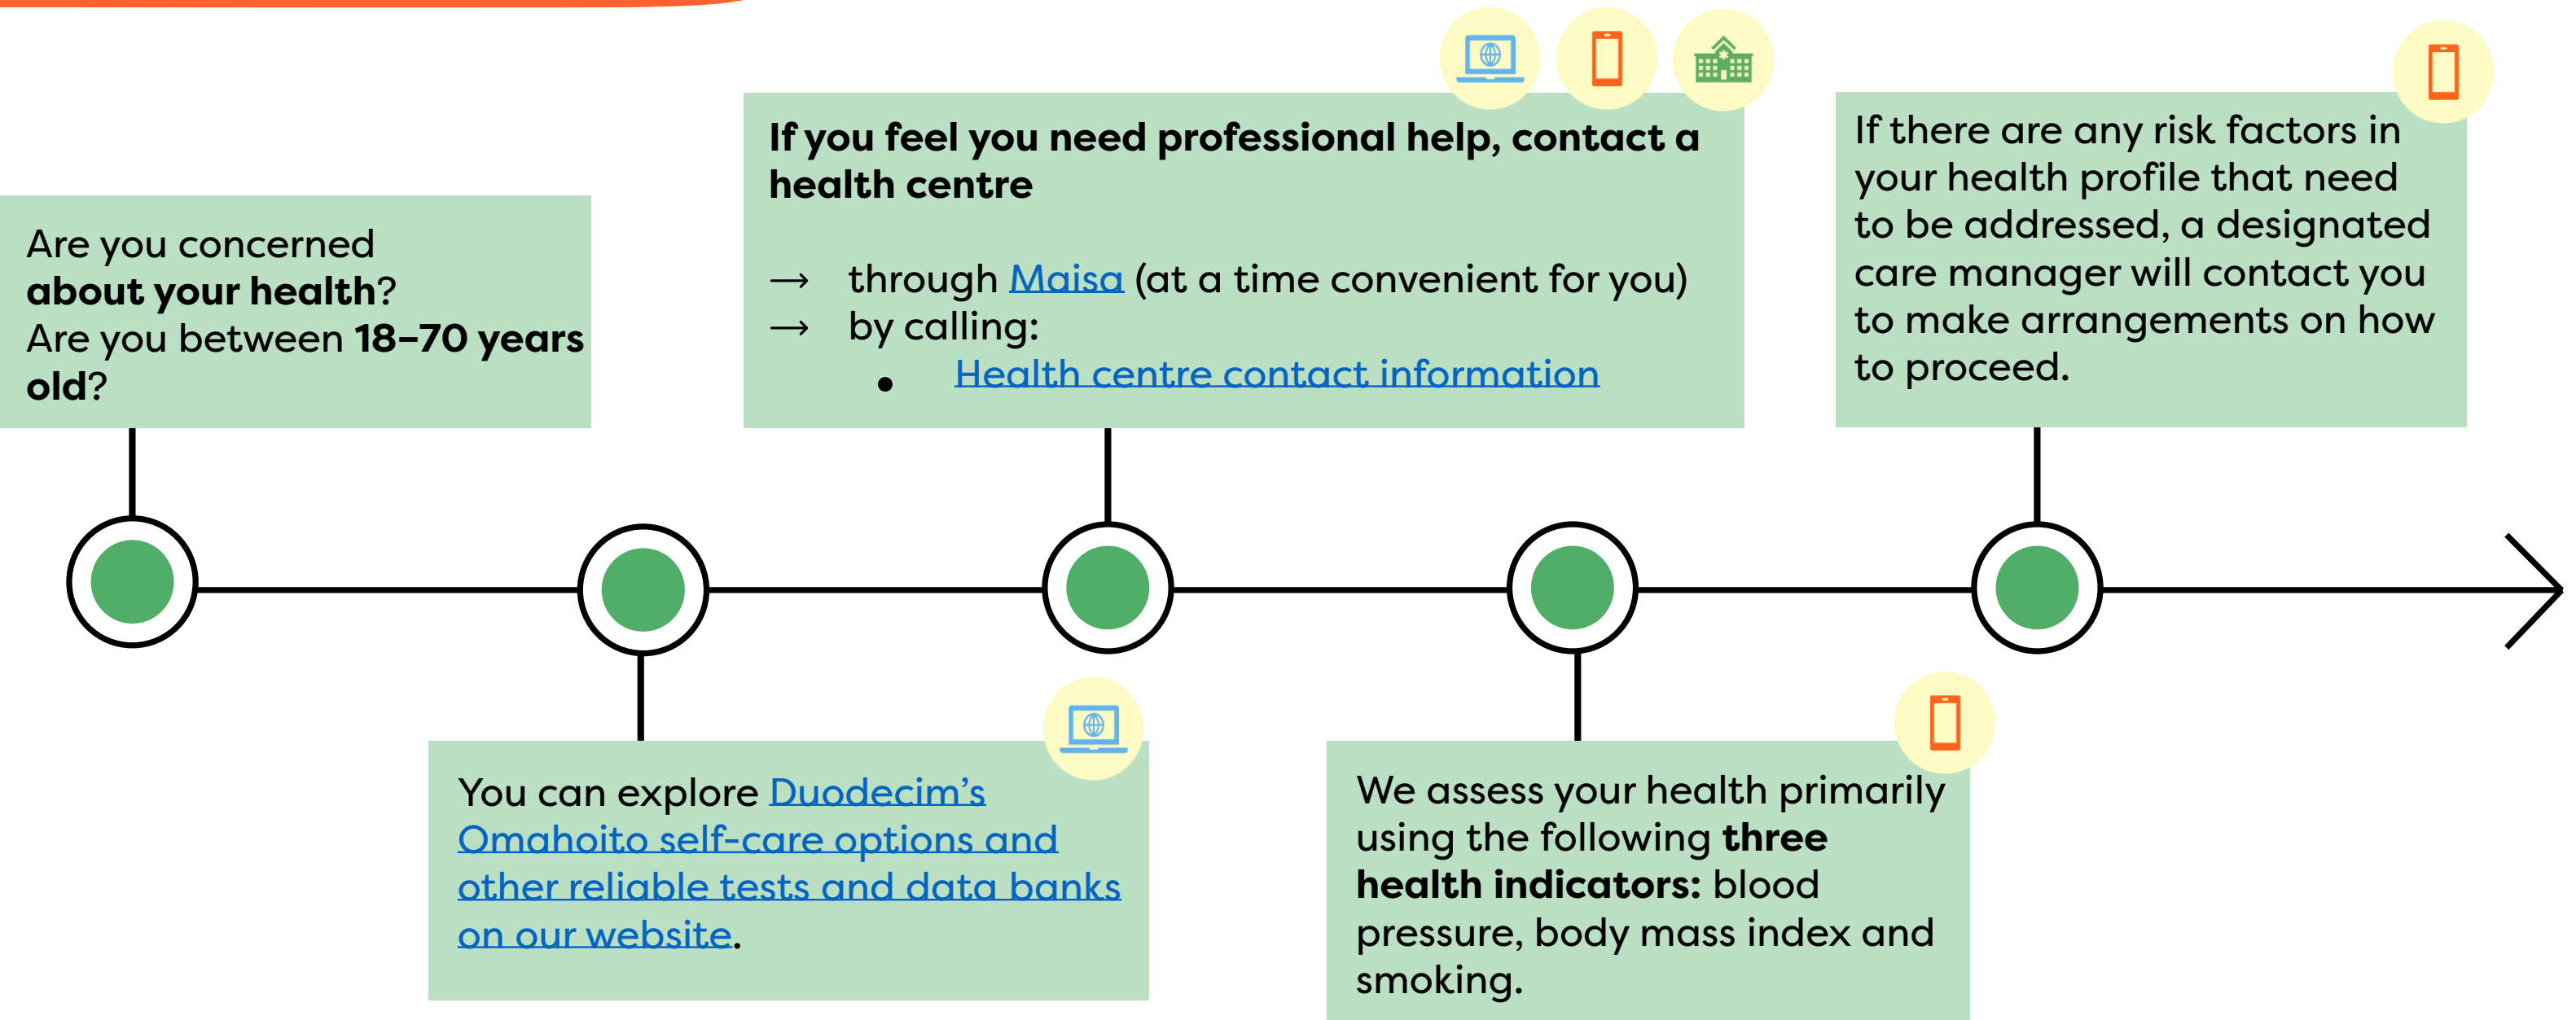 Are you concerned
about your health?
Are you between 18–70 years
old?
You can explore Duodecim’s
Omahoito self-care options and
other reliable tests and data banks
on our website.
If you feel you need professional help, contact a
health centre
→ through Maisa (at a time convenient for you)
→ by calling:
• Health centre contact information
We assess your health primarily
using the following three
health indicators: blood
pressure, body mass index and
smoking.
If there are any risk factors in
your health profile that need
to be addressed, a designated
care manager will contact you
to make arrangements on how
to proceed.